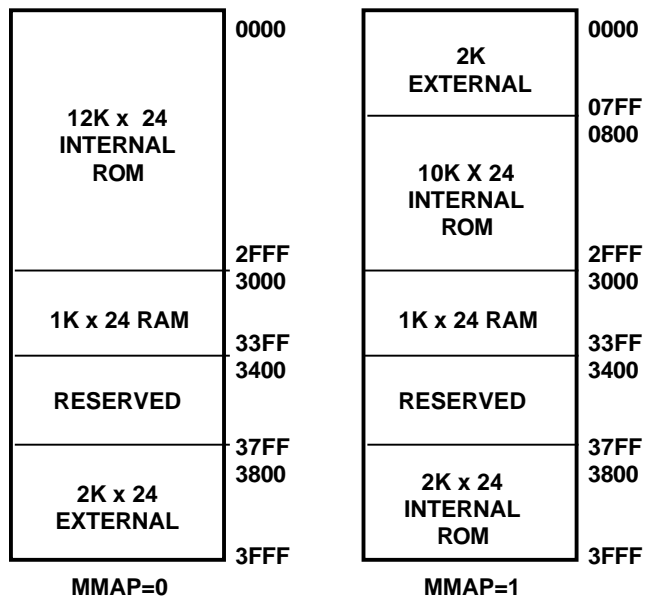 0000
12K x 24
INTERNAL
ROM
2FFF
3000
1K x 24 RAM
33FF
3400
RESERVED
37FF
3800
2K x 24
EXTERNAL
3FFF
MMAP=0
0000
2K
EXTERNAL
07FF
0800
10K X 24
INTERNAL
ROM
2FFF
3000
1K x 24 RAM
33FF
3400
RESERVED
37FF
3800
2K x 24
INTERNAL
ROM
3FFF
MMAP=1